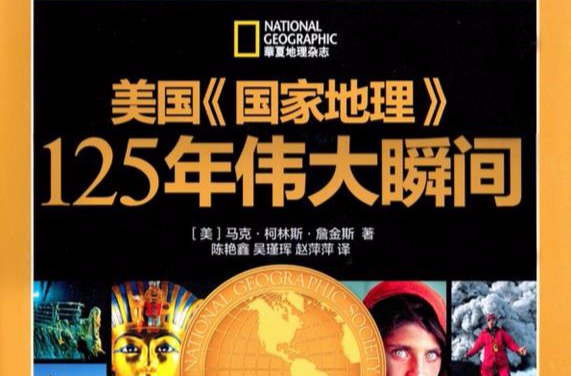 NATIONAL
GEOGRAPHIC
華夏地理杂志
美国《国家地理》
125年伟大瞬间
[美]马克·柯林斯·詹金斯 著
陈艳鑫 吴瑾珲 赵萍萍 译
NATIONAL GEOGRAPHIC SOCIETY